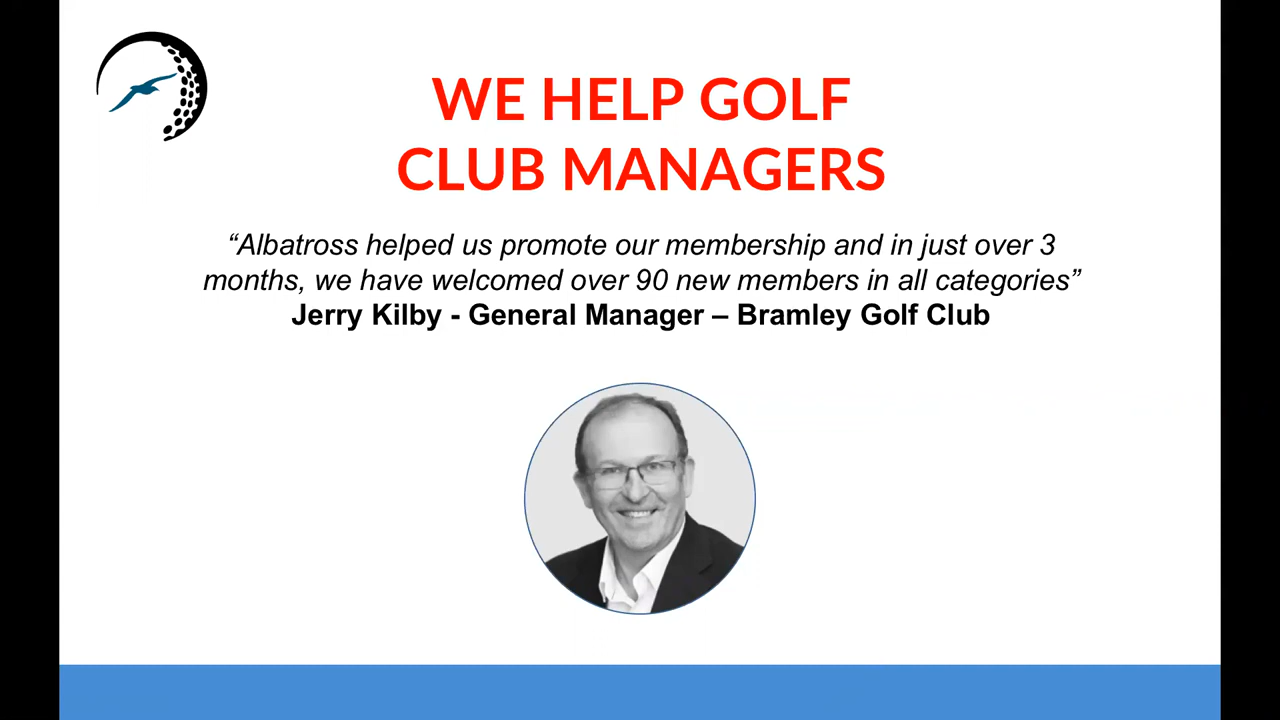 WE HELP GOLF
CLUB MANAGERS
“Albatross helped us promote our membership and in just over 3
months, we have welcomed over 90 new members in all categories”
Jerry Kilby - General Manager – Bramley Golf Club